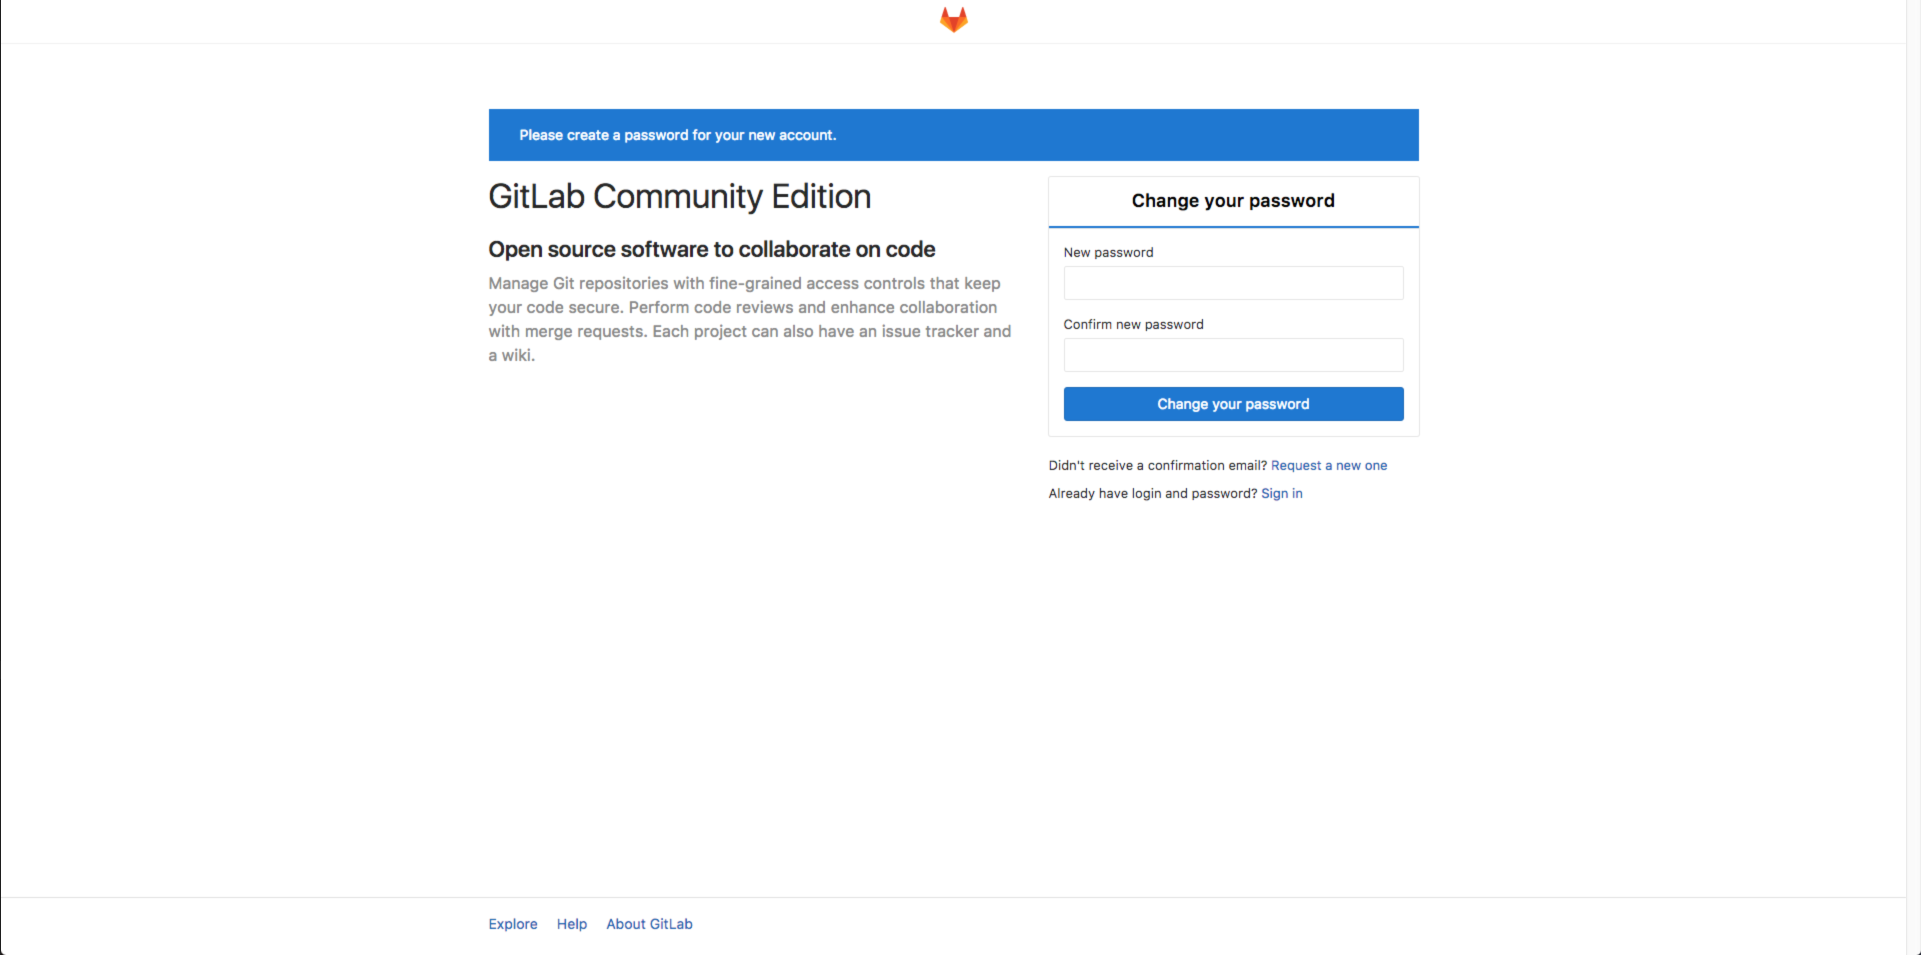 Please create a password for your new account.
GitLab Community Edition
Open source software to collaborate on code
Manage Git repositories with fine-grained access controls that keep
your code secure. Perform code reviews and enhance collaboration
with merge requests. Each project can also have an issue tracker and
a wiki.
Change your password
New password
Confirm new password
Change your password
Didn't receive a confirmation email? Request a new one
Already have login and password? Sign in
Explore Help About GitLab